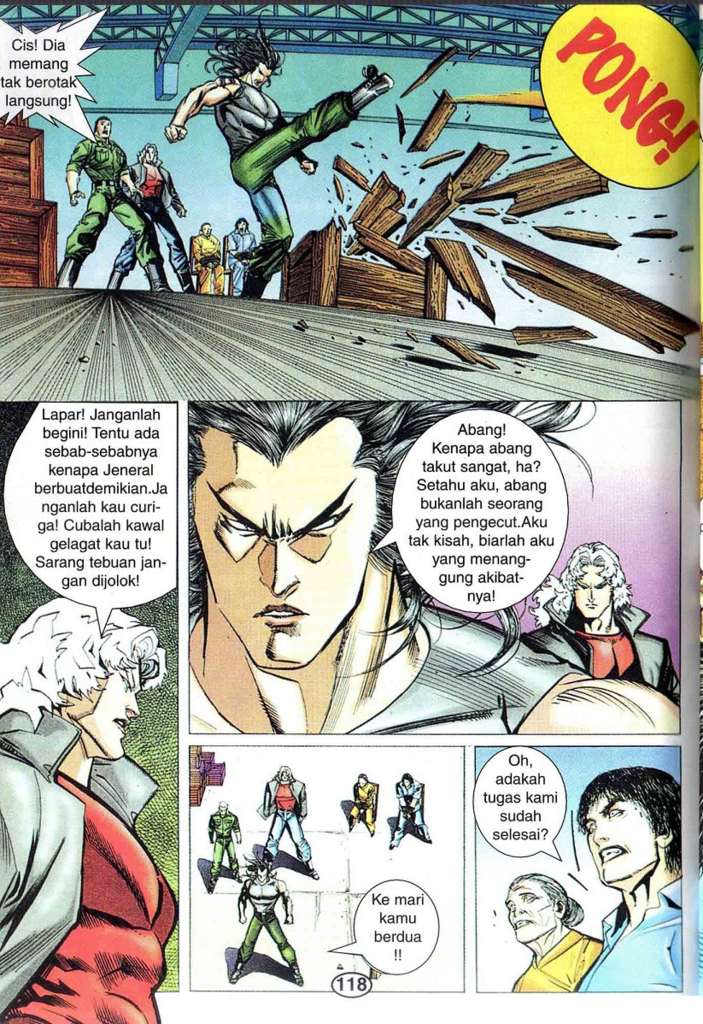 Cis! Dia
memang
tak berotak
langsung!
PONG!
Lapar! Janganlah
begini! Tentu ada
sebab-sebabnya
kenapa Jeneral
berbuatdemikian.Ja
nganlah kau curi-
ga! Cubalah kawal
gelagat kau tu!
Sarang tebuan jan-
gan dijolok!
Abang!
Kenapa abang
takut sangat, ha?
Setahu aku, abang
bukanlah seorang
yang pengecut.Aku
tak kisah, biarlah aku
yang menang-
gung akibat-
nya!
Ke mari
kamu
berdua
!!
Oh,
adakah
tugas kami
sudah
selesai?
118